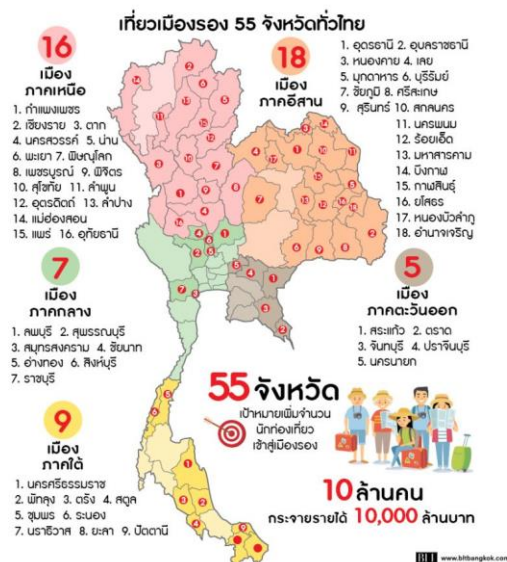 เที่ยวเมืองรอง 55 จังหวัดทั่วไทย
16
เมือง
ภาคเหนือ
1. กำแพงเพชร
2. เชียงราย 3. ตาก
4. นครสวรรค์ 5. น่าน
6. พะเยา 7. พิษณุโลก
8. เพชรบูรณ์ 9. พิจิตร
10. สุโขทัย 11. ลำพูน
12. อุตรดิตถ์ 13. ลำปาง
14. แม่ฮ่องสอน
15. แพร่ 16. อุทัยธานี
18
เมือง
ภาคอีสาน
1. อุดรธานี 2. อุบลราชธานี
3. หนองคาย 4. เลย
5. มุกดาหาร 6. บุรีรัมย์
7. ชัยภูมิ 8. ศรีสะเกษ
9. สุรินทร์ 10. สกลนคร
11. นครพนม
12. ร้อยเอ็ด
13. มหาสารคาม
14. บึงกาฬ
15. กาฬสินธุ์
16. ยโสธร
17. หนองบัวลำภู
18. อำนาจเจริญ
7
เมือง
ภาคกลาง
1. ลพบุรี 2. สุพรรณบุรี
3. สมุทรสงคราม 4. ชัยนาท
5. อ่างทอง 6. สิงห์บุรี
7. ราชบุรี
5
เมือง
ภาคตะวันออก
1. สระแก้ว 2. ตราด
3. จันทบุรี 4. ปราจีนบุรี
5. นครนายก
9
เมือง
ภาคใต้
1. นครศรีธรรมราช
2. พัทลุง 3. ตรัง 4. สตูล
5. ชุมพร 6. ระนอง
7. นราธิวาส 8. ยะลา 9. ปัตตานี
55 จังหวัด
เป้าหมายเพิ่มจำนวน
นักท่องเที่ยว
เข้าสู่เมืองรอง
10 ล้านคน
กระจายรายได้ 10,000 ล้านบาท
BLT www.bltbangkok.com